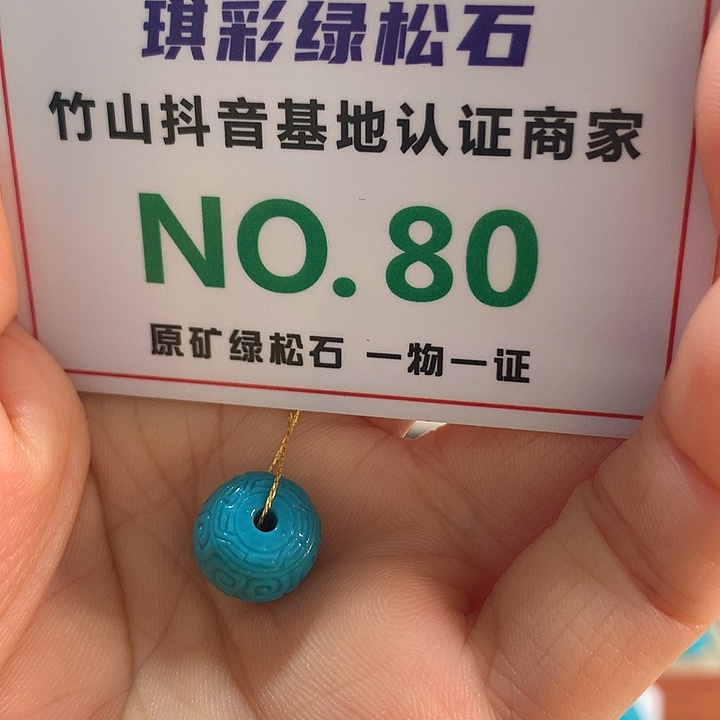 琪彩绿松石
竹山抖音基地认证商家
NO.80
原矿绿松石 一物一证